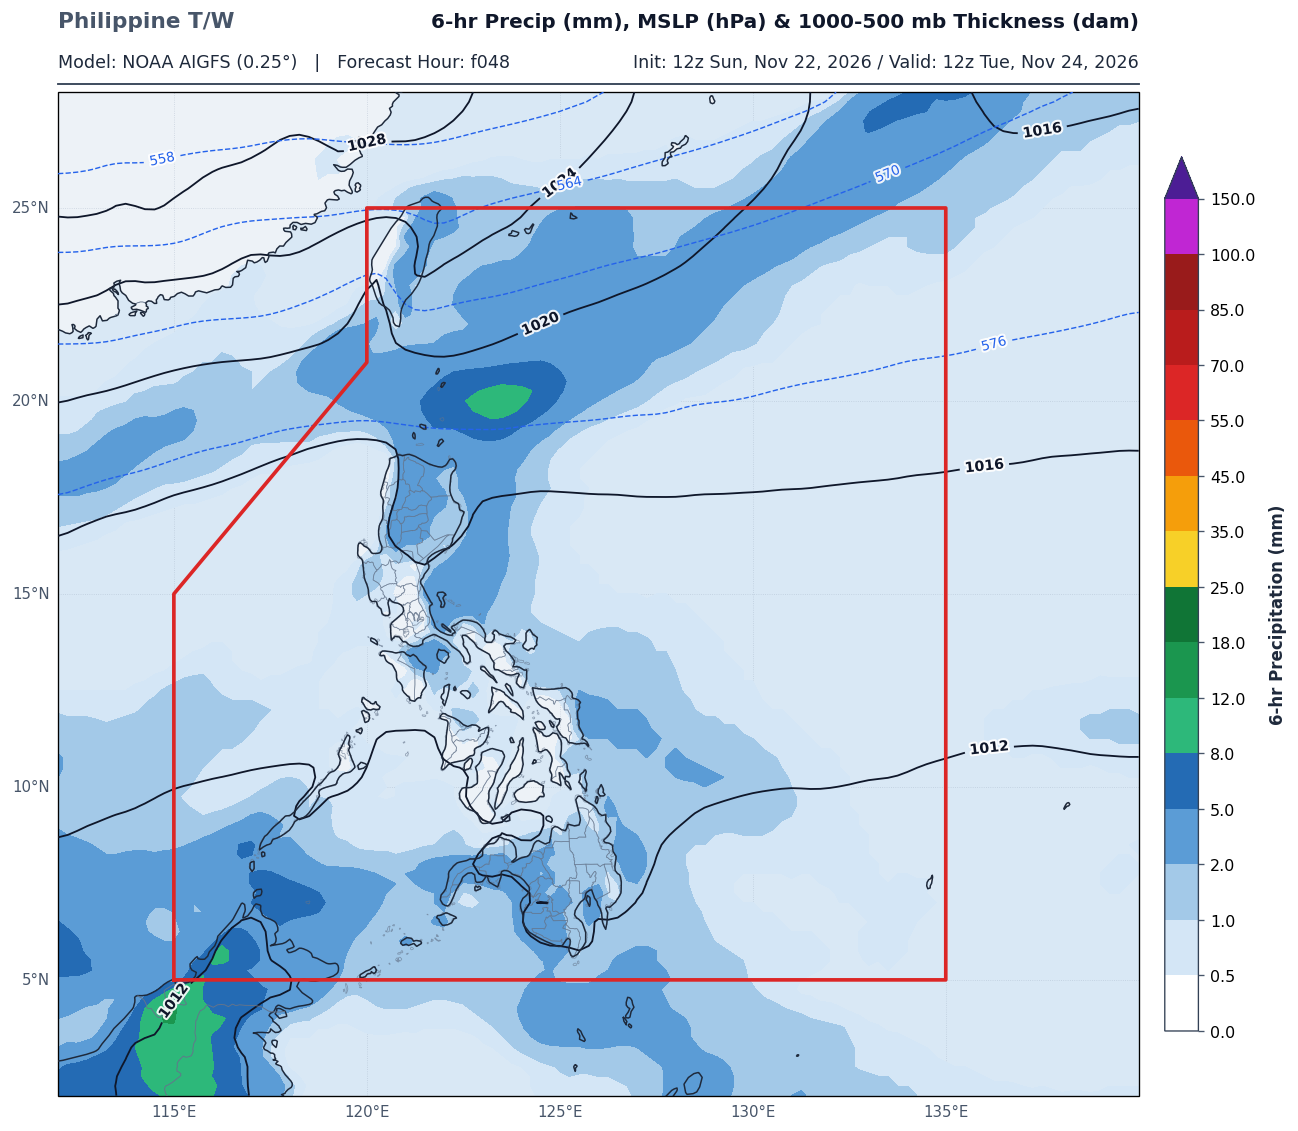 Philippine T/W
6-hr Precip (mm), MSLP (hPa) & 1000-500 mb Thickness (dam)
Model: NOAA AIGFS (0.25°) | Forecast Hour: f048
Init: 12z Sun, Nov 22, 2026 / Valid: 12z Tue, Nov 24, 2026
1028
1016
558
1024
564
570
1020
576
1016
1012
1012
25°N
20°N
15°N
10°N
5°N
115°E
120°E
125°E
130°E
135°E
150.0
100.0
85.0
70.0
55.0
45.0
35.0
25.0
18.0
12.0
8.0
5.0
2.0
1.0
0.5
0.0
6-hr Precipitation (mm)